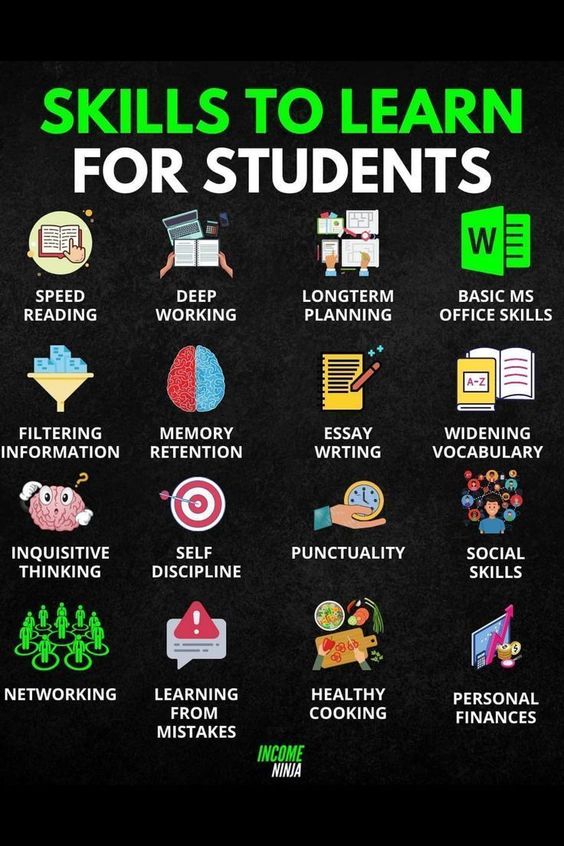 SKILLS TO LEARN
FOR STUDENTS
SPEED
READING
DEEP
WORKING
LONGTERM
PLANNING
W
BASIC MS
OFFICE SKILLS
FILTERING
INFORMATION
MEMORY
RETENTION
ESSAY
WRTING
A-Z
WIDENING
VOCABULARY
?
INQUISITIVE
THINKING
SELF
DISCIPLINE
PUNCTUALITY
SOCIAL
SKILLS
NETWORKING
!
LEARNING
FROM
MISTAKES
HEALTHY
COOKING
$
PERSONAL
FINANCES
INCOME
NINJA